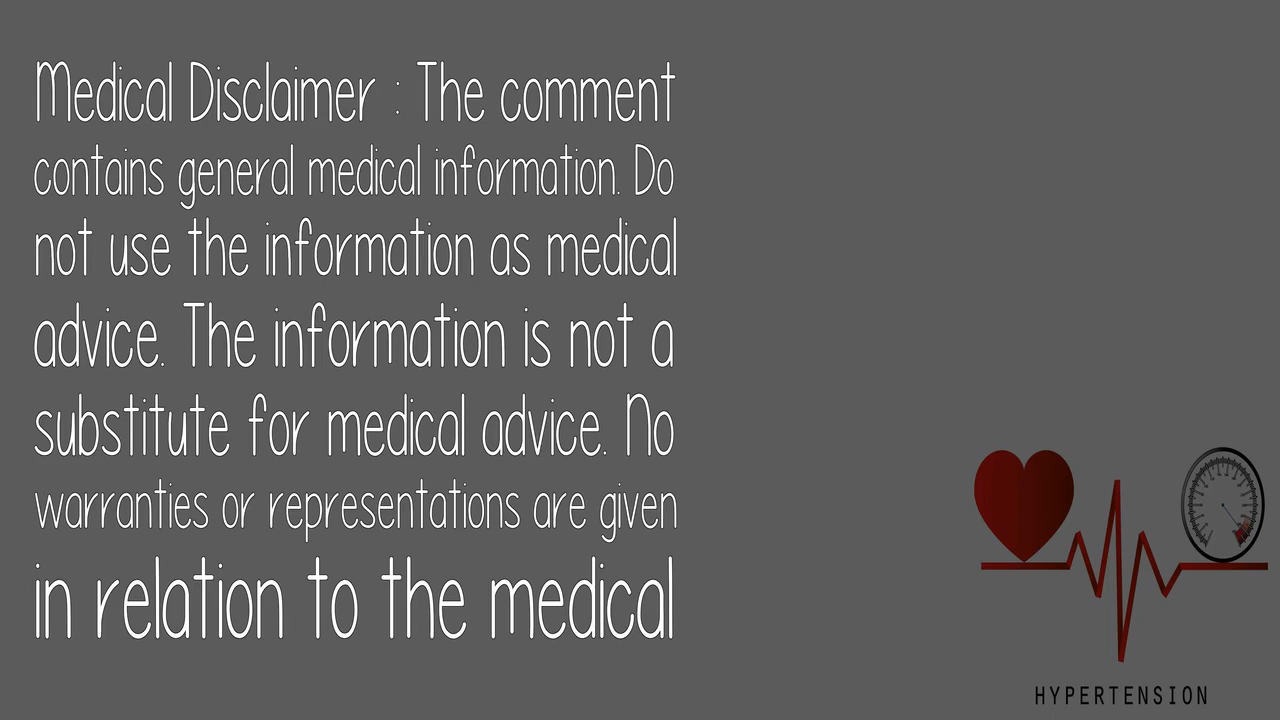 Medical Disclaimer : The comment
contains general medical information. Do
not use the information as medical
advice. The information is not a
substitute for medical advice. No
warranties or representations are given
in relation to the medical
HYPERTENSION